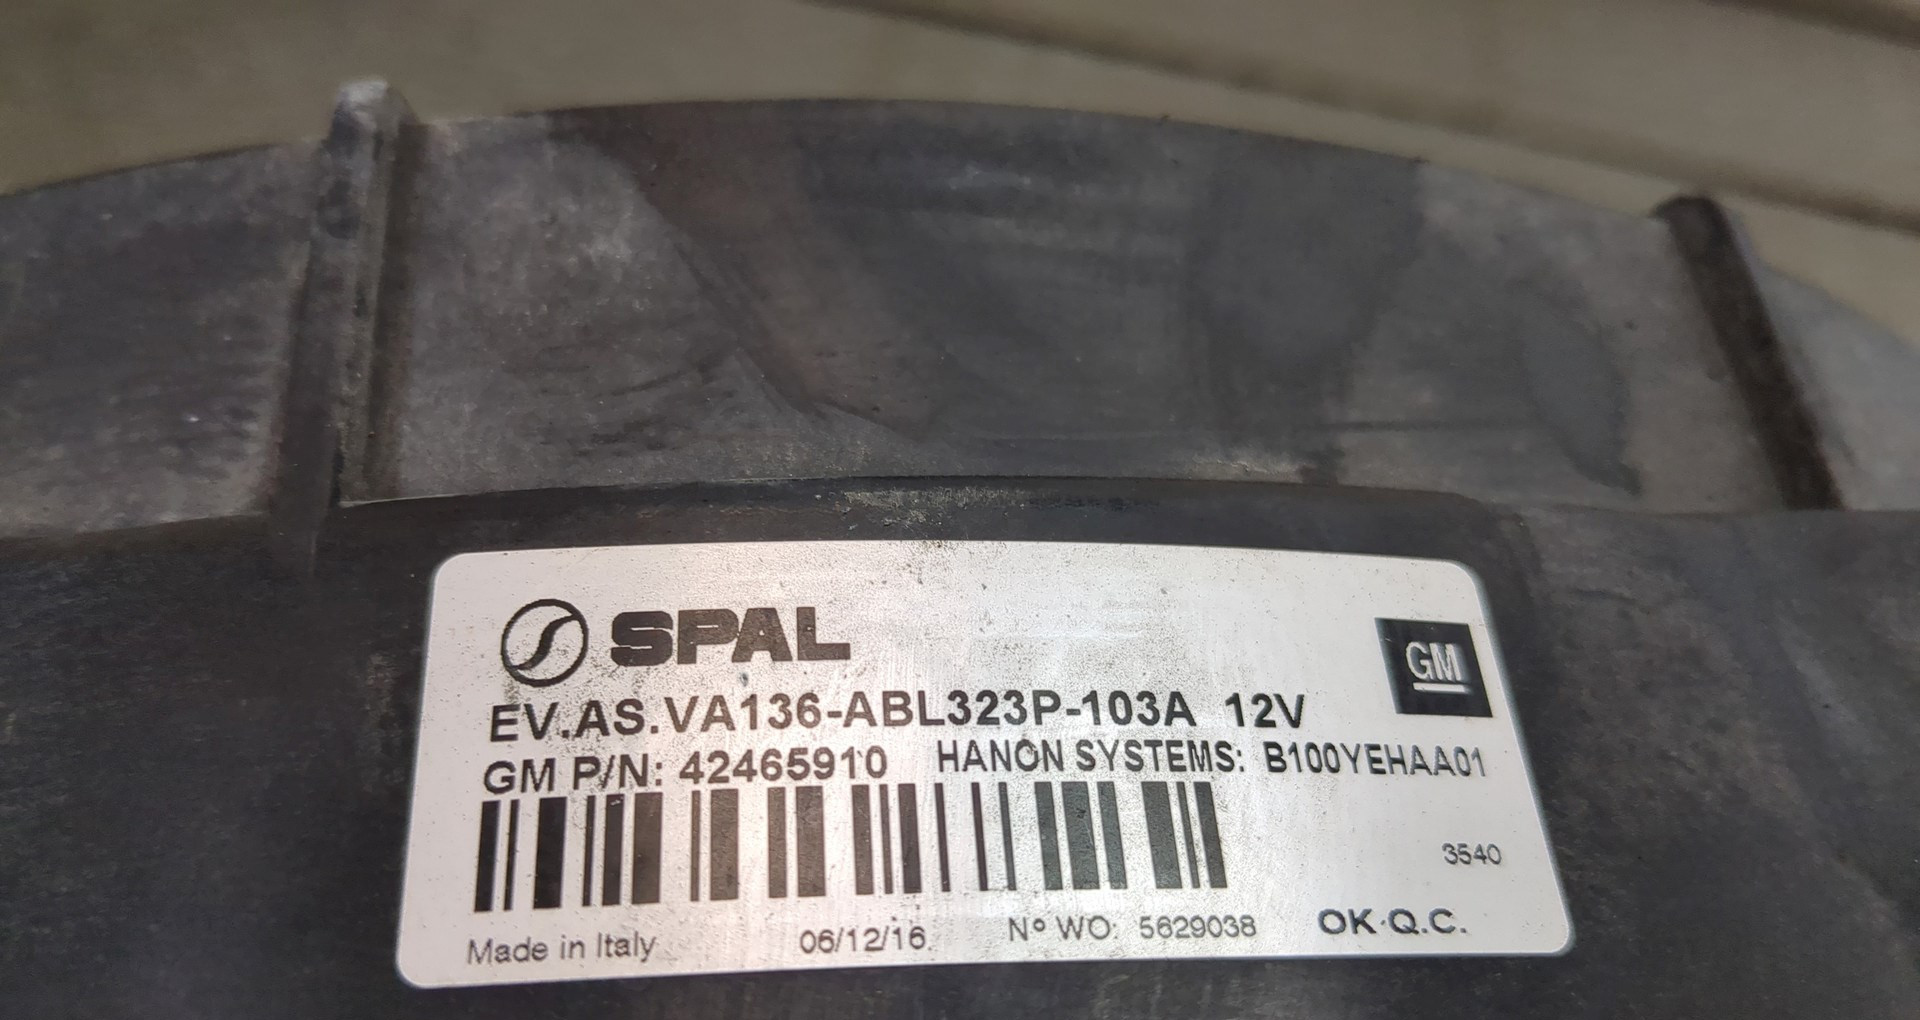 SPAL
GM
EV.AS.VA136-ABL323P-103A 12V
GM P/N: 42465910 HANON SYSTEMS: B100YEHAA01
3540
Made in Italy 06/12/16 Nº WO: 5629038 OK·Q.C.